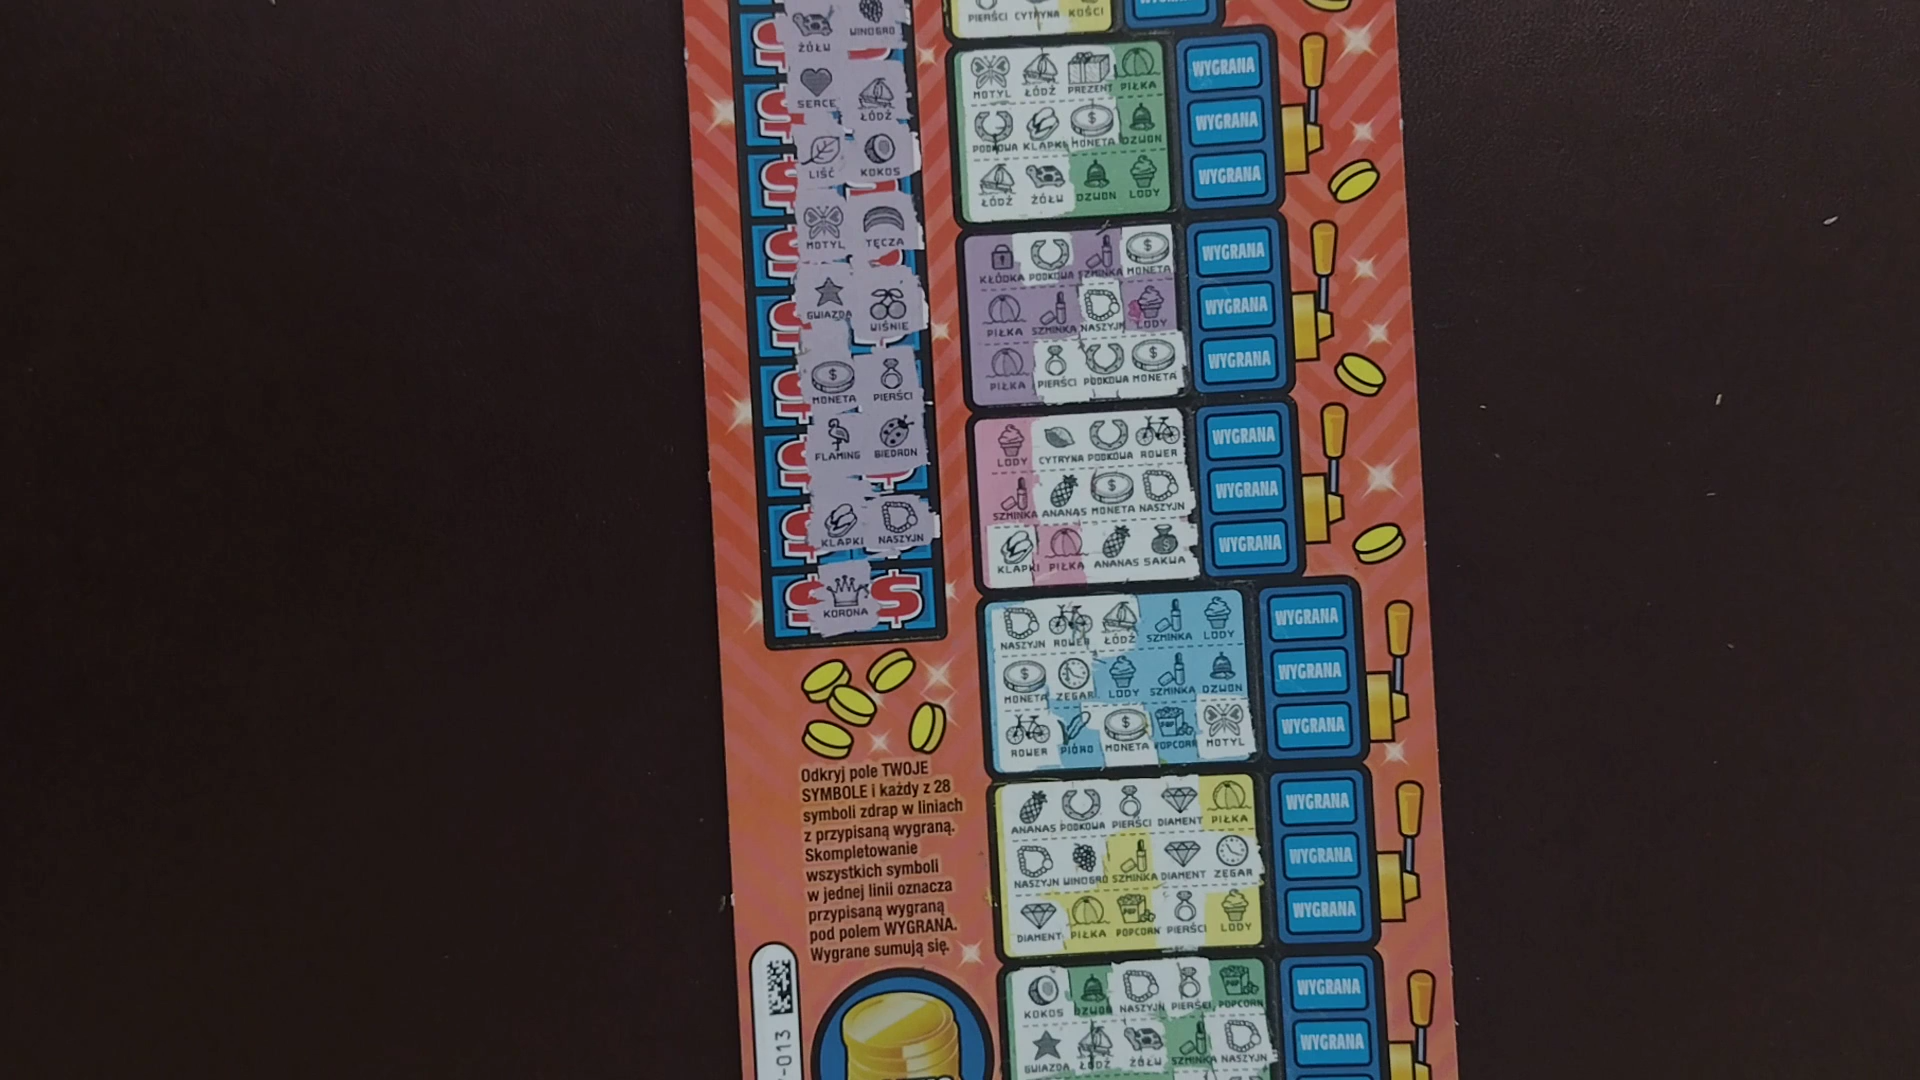 ŻÓŁW WINOGRO
SERCE ŁÓDŹ
LIŚĆ KOKOS
MOTYL TĘCZA
GWIAZDA WIŚNIE
MONETA PIERŚCI
FLAMING BIEDRON
KLAPKI NASZYJN
KORONA
PIERŚCI CYTRYNA KOŚCI
MOTYL ŁÓDŹ PREZENT PIŁKA WYGRANA
PODKOWA KLAPKI MONETA DZWON WYGRANA
ŁÓDŹ ŻÓŁW DZWON LODY WYGRANA
KŁÓDKA PODKOWA SZMINKA MONETA WYGRANA
PIŁKA SZMINKA NASZYJN LODY WYGRANA
PIŁKA PIERŚCI PODKOWA MONETA WYGRANA
LODY CYTRYNA PODKOWA ROWER WYGRANA
SZMINKA ANANAS MONETA NASZYJN WYGRANA
KLAPKI PIŁKA ANANAS SAKWA WYGRANA
NASZYJN ROWER ŁÓDŹ SZMINKA LODY WYGRANA
MONETA ZEGAR LODY SZMINKA DZWON WYGRANA
ROWER PIÓRO MONETA POPCORN MOTYL WYGRANA
ANANAS PODKOWA PIERŚCI DIAMENT PIŁKA WYGRANA
NASZYJN WINOGRO SZMINKA DIAMENT ZEGAR WYGRANA
DIAMENT PIŁKA POPCORN PIERŚCI LODY WYGRANA
KOKOS DZWON NASZYJN PIERŚCI POPCORN WYGRANA
GWIAZDA ŁÓDŹ ŻÓŁW SZMINKA NASZYJN WYGRANA
Odkryj pole TWOJE
SYMBOLE i każdy z 28
symboli zdrap w liniach
z przypisaną wygraną.
Skompletowanie
wszystkich symboli
w jednej linii oznacza
przypisaną wygraną
pod polem WYGRANA.
Wygrane sumują się.
-013